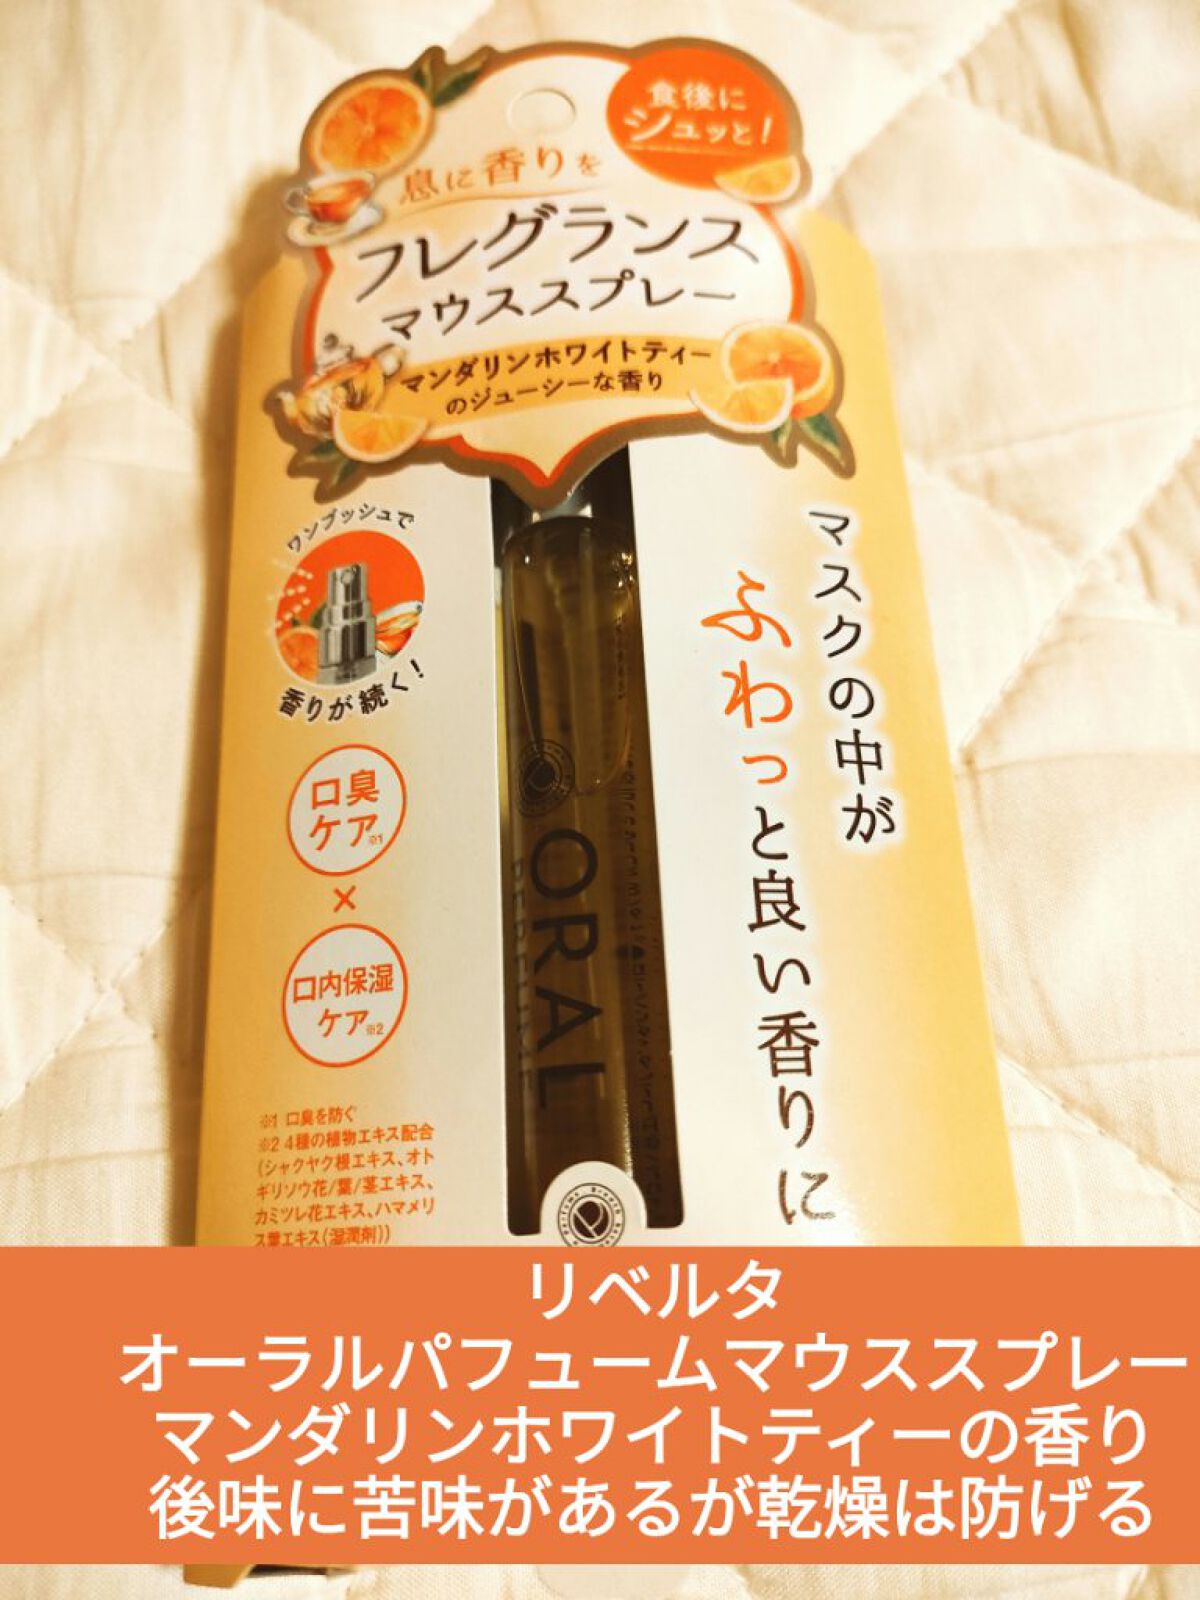 食後に
シュッと!
息に香りを
フレグランス
マウススプレー
マンダリンホワイトティー
のジューシーな香り
ワンプッシュで
香りが続く!
口臭
ケア※1
×
口内保湿
ケア※2
※1 口臭を防ぐ
※2 4種の植物エキス配合
(シャクヤク根エキス、オト
ギリソウ花/葉/茎エキス、
カミツレ花エキス、ハマメリ
ス葉エキス(湿潤剤))
マスクの中が
ふわっと良い香りに
ORAL
PERFUME
リベルタ
オーラルパフュームマウススプレー
マンダリンホワイトティーの香り
後味に苦味があるが乾燥は防げる